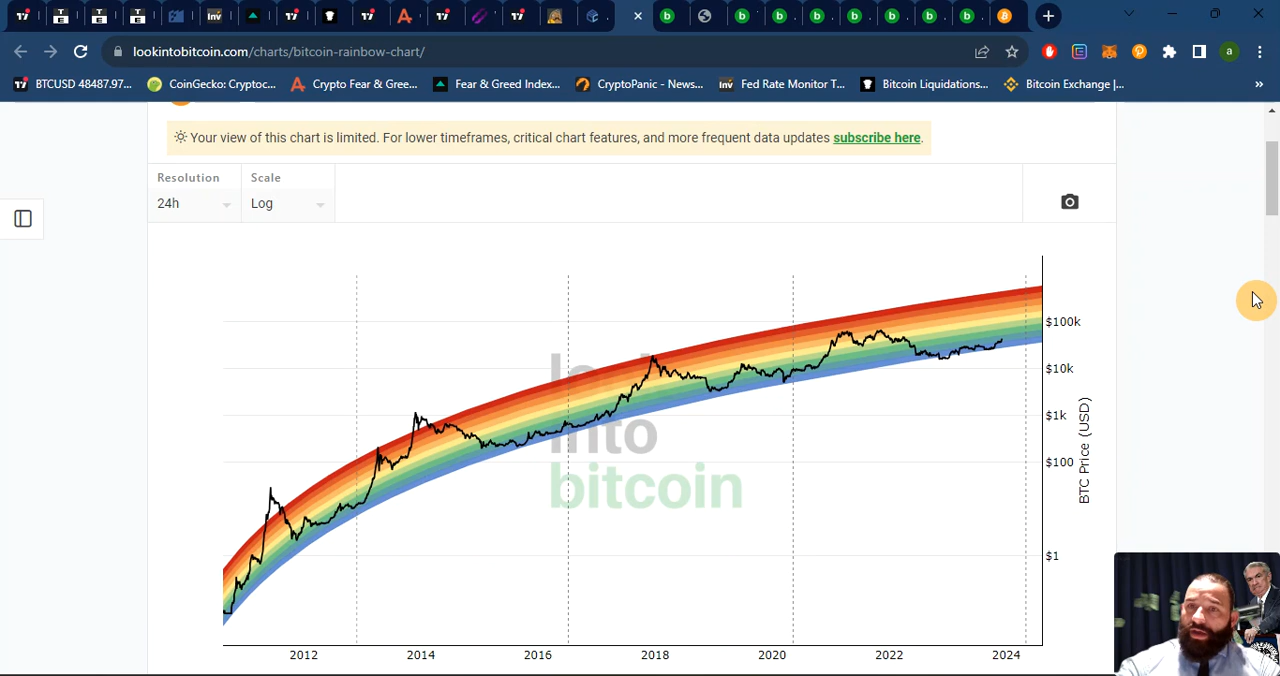 lookintobitcoin.com/charts/bitcoin-rainbow-chart/
a
BTCUSD 48487.97...
CoinGecko: Cryptoc...
Crypto Fear & Gree...
Fear & Greed Index...
CryptoPanic - News...
Inv
Fed Rate Monitor T...
Bitcoin Liquidations...
Bitcoin Exchange |...
»
Your view of this chart is limited. For lower timeframes, critical chart features, and more frequent data updates subscribe here.
Resolution
Scale
24h
Log
Into
bitcoin
$100k
$10k
$1k
$100
$1
BTC Price (USD)
2012
2014
2016
2018
2020
2022
2024